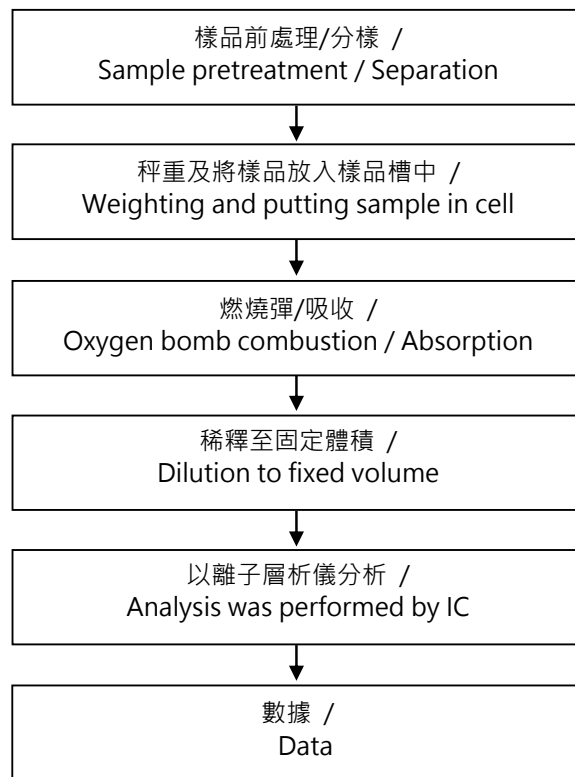 樣品前處理/分樣 /
Sample pretreatment / Separation
秤重及將樣品放入樣品槽中 /
Weighting and putting sample in cell
燃燒彈/吸收 /
Oxygen bomb combustion / Absorption
稀釋至固定體積 /
Dilution to fixed volume
以離子層析儀分析 /
Analysis was performed by IC
數據 /
Data